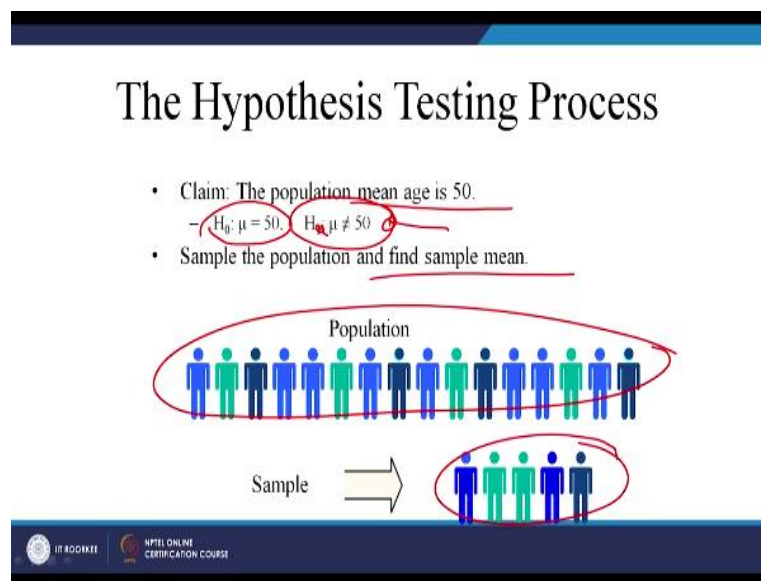 The Hypothesis Testing Process
• Claim: The population mean age is 50.
– H₀: μ = 50, H μ ≠ 50
• Sample the population and find sample mean.
Population
Sample
IIT ROORKEE
NPTEL ONLINE
CERTIFICATION COURSE